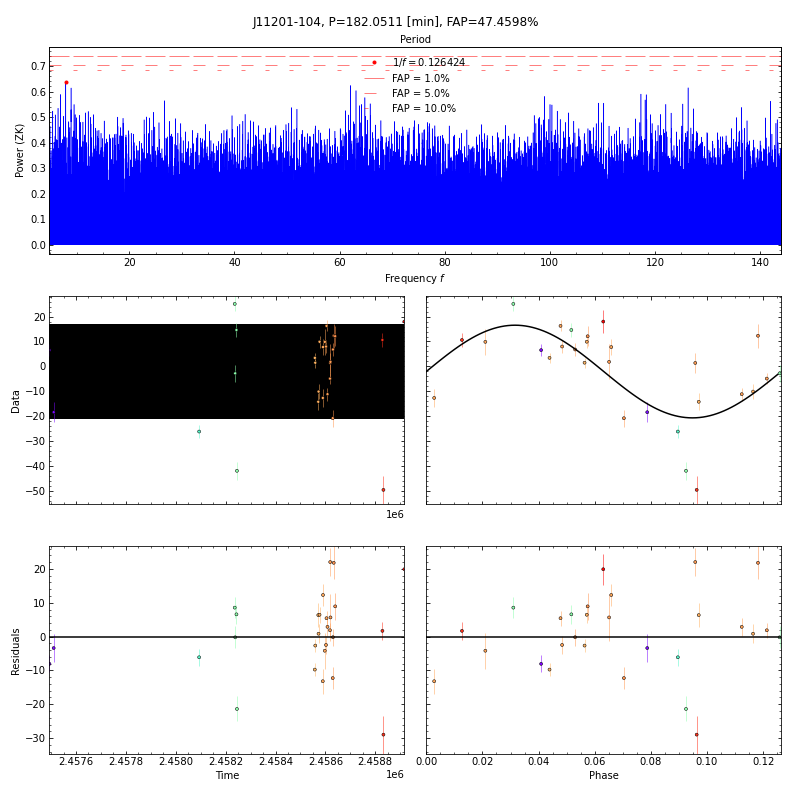 J11201-104, P=182.0511 [min], FAP=47.4598%
Period
1/f = 0.126424
FAP = 1.0%
FAP = 5.0%
FAP = 10.0%
Power (ZK)
0.7
0.6
0.5
0.4
0.3
0.2
0.1
0.0
20 40 60 80 100 120 140
Frequency f
Data
20
10
0
−10
−20
−30
−40
−50
1e6
Residuals
20
10
0
−10
−20
−30
2.4576 2.4578 2.4580 2.4582 2.4584 2.4586 2.4588
1e6
Time
0.00 0.02 0.04 0.06 0.08 0.10 0.12
Phase